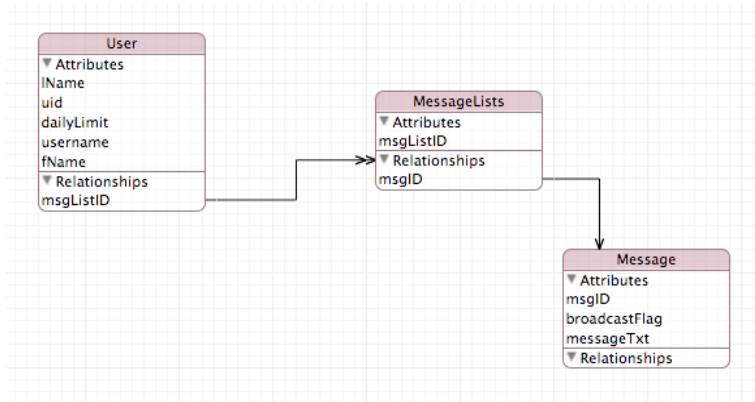 User
Attributes
lName
uid
dailyLimit
username
fName
Relationships
msgListID
MessageLists
Attributes
msgListID
Relationships
msgID
Message
Attributes
msgID
broadcastFlag
messageTxt
Relationships